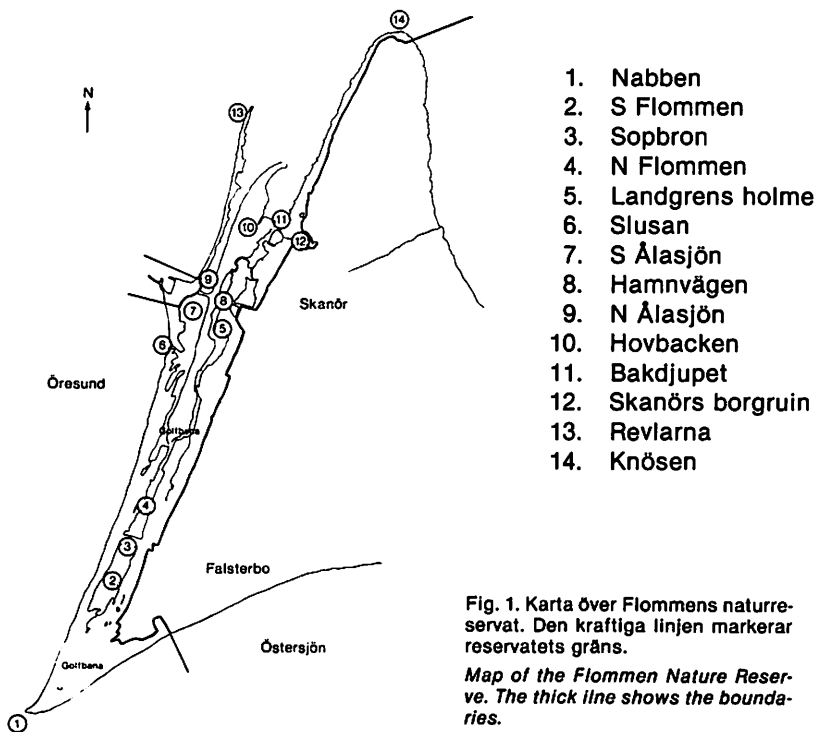 14
N
13
10
11
12
9
8
7
5
6
Skanör
Öresund
Golfbana
4
3
2
Falsterbo
Östersjön
Golfbana
1
1. Nabben
2. S Flommen
3. Sopbron
4. N Flommen
5. Landgrens holme
6. Slusan
7. S Ålasjön
8. Hamnvägen
9. N Ålasjön
10. Hovbacken
11. Bakdjupet
12. Skanörs borgruin
13. Revlarna
14. Knösen
Fig. 1. Karta över Flommens naturre-
servat. Den kraftiga linjen markerar
reservatets gräns.
Map of the Flommen Nature Reser-
ve. The thick line shows the bounda-
ries.